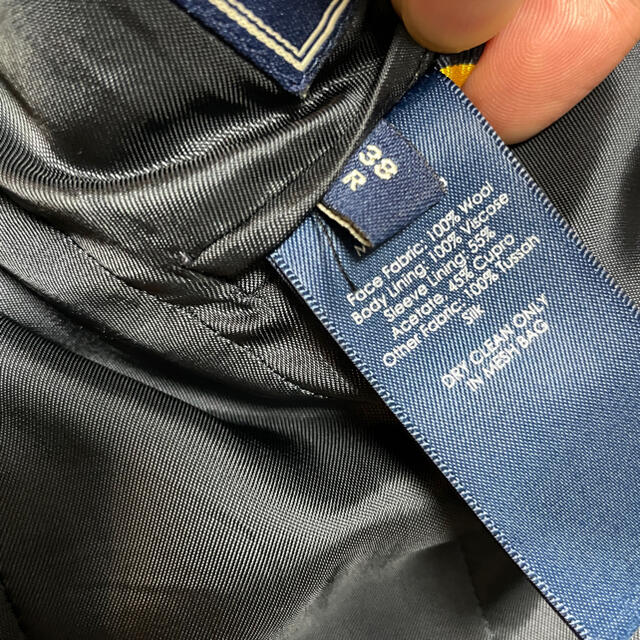 38
R
Face Fabric: 100% Wool
Body Lining: 100% Viscose
Sleeve Lining: 55%
Acetate, 45% Cupro
Other Fabric: 100% Tussah
Silk
DRY CLEAN ONLY
IN MESH BAG